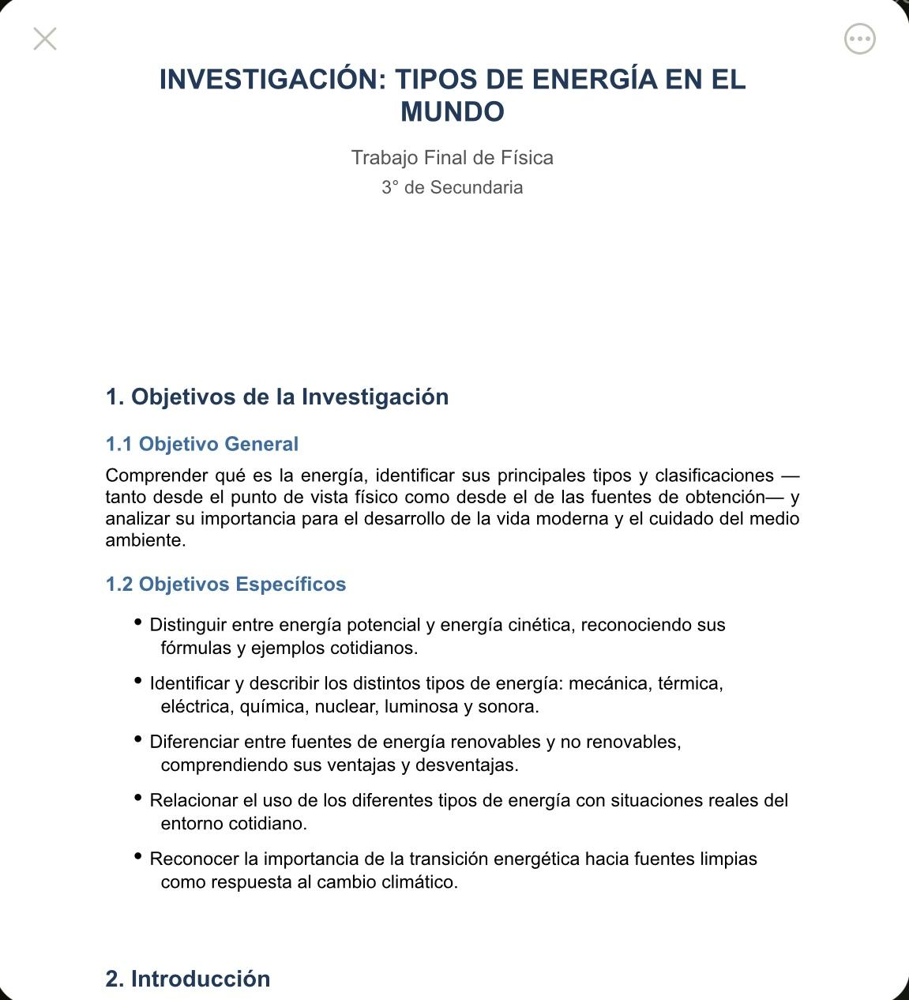 INVESTIGACIÓN: TIPOS DE ENERGÍA EN EL
MUNDO
Trabajo Final de Física
3° de Secundaria
1. Objetivos de la Investigación
1.1 Objetivo General
Comprender qué es la energía, identificar sus principales tipos y clasificaciones —
tanto desde el punto de vista físico como desde el de las fuentes de obtención— y
analizar su importancia para el desarrollo de la vida moderna y el cuidado del medio
ambiente.
1.2 Objetivos Específicos
• Distinguir entre energía potencial y energía cinética, reconociendo sus
fórmulas y ejemplos cotidianos.
• Identificar y describir los distintos tipos de energía: mecánica, térmica,
eléctrica, química, nuclear, luminosa y sonora.
• Diferenciar entre fuentes de energía renovables y no renovables,
comprendiendo sus ventajas y desventajas.
• Relacionar el uso de los diferentes tipos de energía con situaciones reales del
entorno cotidiano.
• Reconocer la importancia de la transición energética hacia fuentes limpias
como respuesta al cambio climático.
2. Introducción